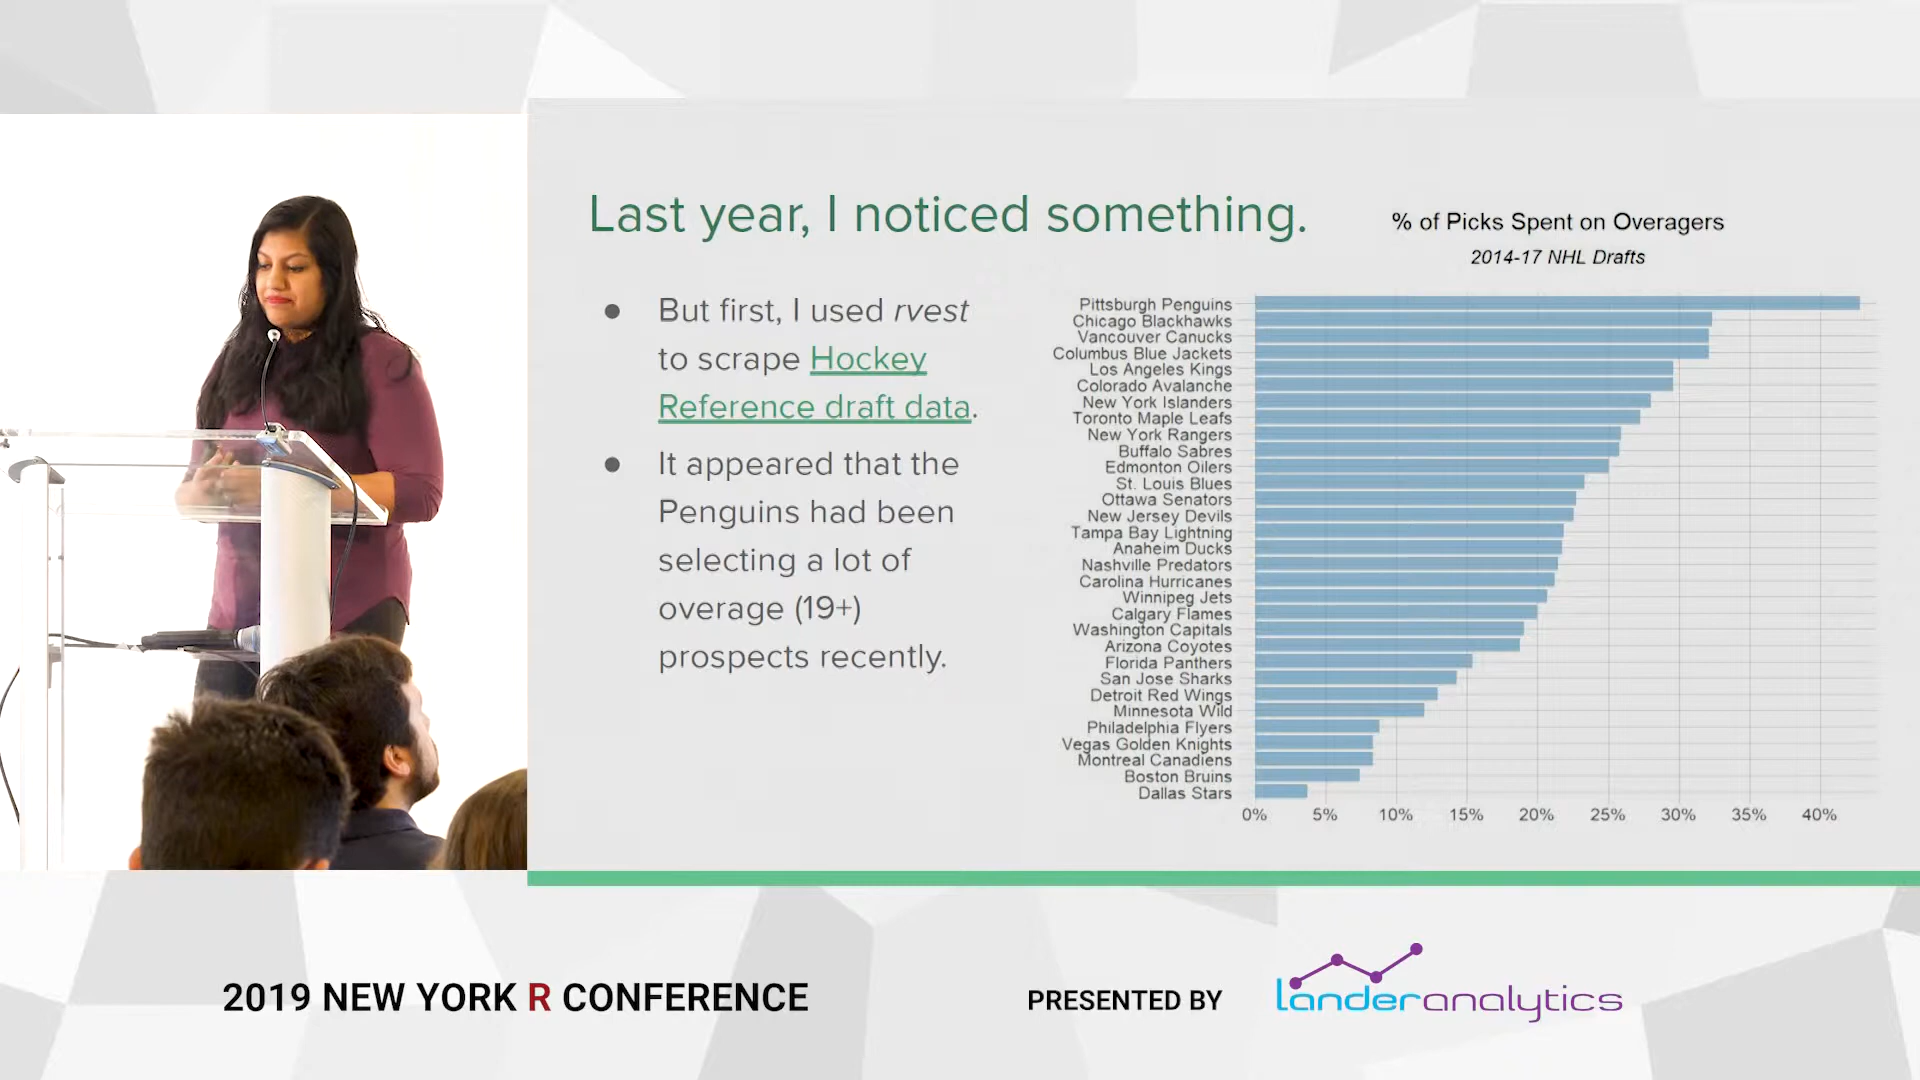 Last year, I noticed something.
● But first, I used rvest
to scrape Hockey
Reference draft data.
● It appeared that the
Penguins had been
selecting a lot of
overage (19+)
prospects recently.
% of Picks Spent on Overagers
2014-17 NHL Drafts
Pittsburgh Penguins
Chicago Blackhawks
Vancouver Canucks
Columbus Blue Jackets
Los Angeles Kings
Colorado Avalanche
New York Islanders
Toronto Maple Leafs
New York Rangers
Buffalo Sabres
Edmonton Oilers
St. Louis Blues
Ottawa Senators
New Jersey Devils
Tampa Bay Lightning
Anaheim Ducks
Nashville Predators
Carolina Hurricanes
Winnipeg Jets
Calgary Flames
Washington Capitals
Arizona Coyotes
Florida Panthers
San Jose Sharks
Detroit Red Wings
Minnesota Wild
Philadelphia Flyers
Vegas Golden Knights
Montreal Canadiens
Boston Bruins
Dallas Stars
0% 5% 10% 15% 20% 25% 30% 35% 40%
2019 NEW YORK R CONFERENCE
PRESENTED BY
landeranalytics